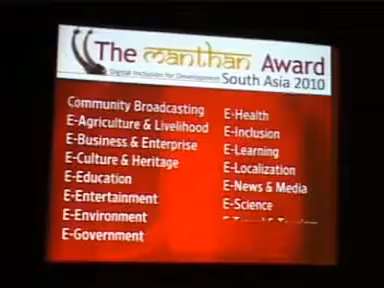 The manthan Award
Digital Inclusion for Development
South Asia 2010
Community Broadcasting
E-Agriculture & Livelihood
E-Business & Enterprise
E-Culture & Heritage
E-Education
E-Entertainment
E-Environment
E-Government
E-Health
E-Inclusion
E-Learning
E-Localization
E-News & Media
E-Science